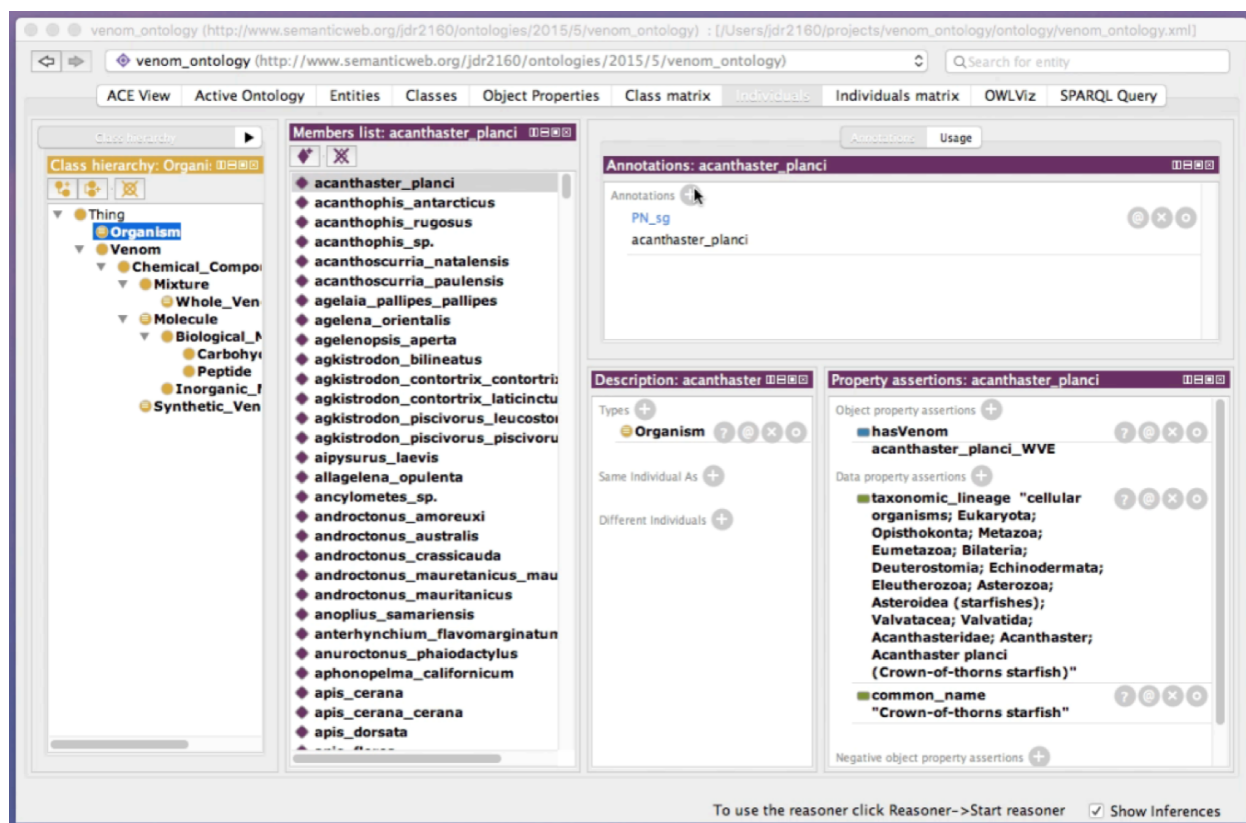 venom_ontology (http://www.semanticweb.org/jdr2160/ontologies/2015/5/venom_ontology) : [/Users/jdr2160/projects/venom_ontology/ontology/venom_ontology.xml]
venom_ontology (http://www.semanticweb.org/jdr2160/ontologies/2015/5/venom_ontology)
Search for entity
ACE View Active Ontology Entities Classes Object Properties Class matrix Individuals Individuals matrix OWLViz SPARQL Query
Class hierarchy
Class hierarchy: Organi:
Thing
Organism
Venom
Chemical_Compo
Mixture
Whole_Ven
Molecule
Biological_M
Carbohy
Peptide
Inorganic_M
Synthetic_Ven
Members list: acanthaster_planci
acanthaster_planci
acanthophis_antarcticus
acanthophis_rugosus
acanthophis_sp.
acanthoscurria_natalensis
acanthoscurria_paulensis
agelaia_pallipes_pallipes
agelena_orientalis
agelenopsis_aperta
agkistrodon_bilineatus
agkistrodon_contortrix_contortri
agkistrodon_contortrix_laticinctu
agkistrodon_piscivorus_leucosto
agkistrodon_piscivorus_piscivoru
aipysurus_laevis
allagelena_opulenta
ancylometes_sp.
androctonus_amoreuxi
androctonus_australis
androctonus_crassicauda
androctonus_mauretanicus_mau
androctonus_mauritanicus
anoplius_samariensis
anterhynchium_flavomarginatum
anuroctonus_phaiodactylus
aphonopelma_californicum
apis_cerana
apis_cerana_cerana
apis_dorsata
Annotations Usage
Annotations: acanthaster_planci
Annotations
PN_sg
acanthaster_planci
Description: acanthaster
Types
Organism
Same Individual As
Different Individuals
Property assertions: acanthaster_planci
Object property assertions
hasVenom
acanthaster_planci_WVE
Data property assertions
taxonomic_lineage "cellular
organisms; Eukaryota;
Opisthokonta; Metazoa;
Eumetazoa; Bilateria;
Deuterostomia; Echinodermata;
Eleutherozoa; Asterozoa;
Asteroidea (starfishes);
Valvatacea; Valvatida;
Acanthasteridae; Acanthaster;
Acanthaster planci
(Crown-of-thorns starfish)"
common_name
"Crown-of-thorns starfish"
Negative object property assertions
To use the reasoner click Reasoner->Start reasoner
Show Inferences